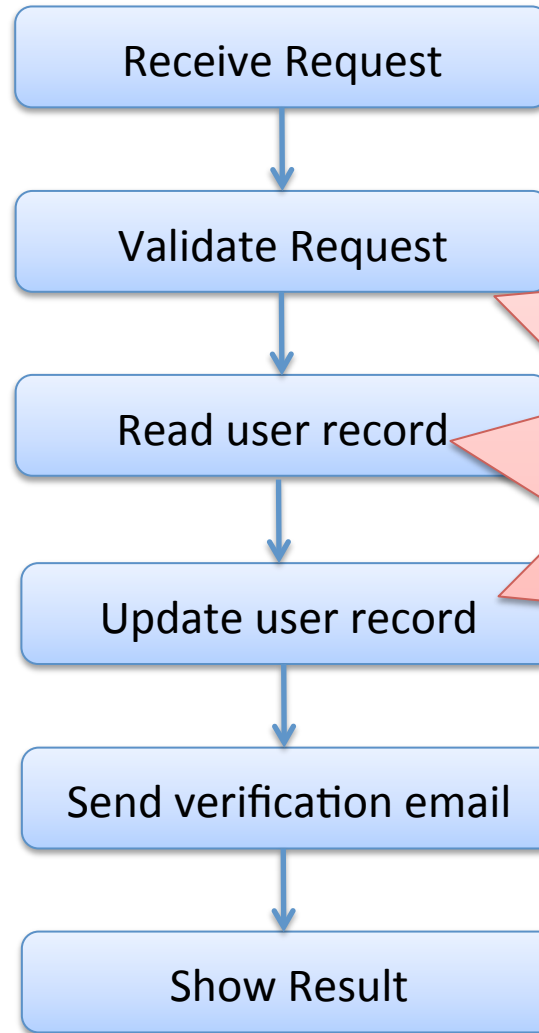 Receive Request
Validate Request
Read user record
Update user record
Send verification email
Show Result